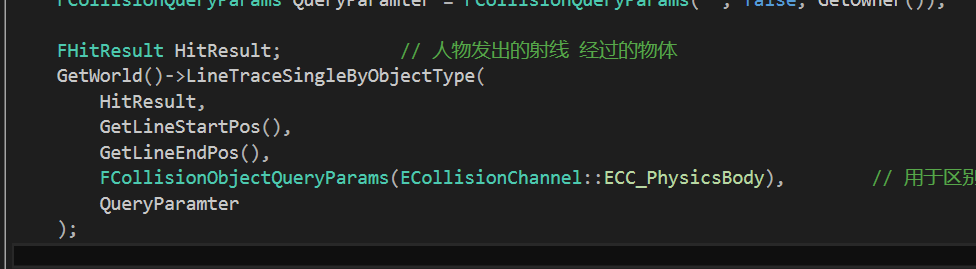 FCollisionQueryParams QueryParamter = FCollisionQueryParams(" ", false, GetOwner());
FHitResult HitResult; // 人物发出的射线 经过的物体
GetWorld()->LineTraceSingleByObjectType(
HitResult,
GetLineStartPos(),
GetLineEndPos(),
FCollisionObjectQueryParams(ECollisionChannel::ECC_PhysicsBody), // 用于区别
QueryParamter
);